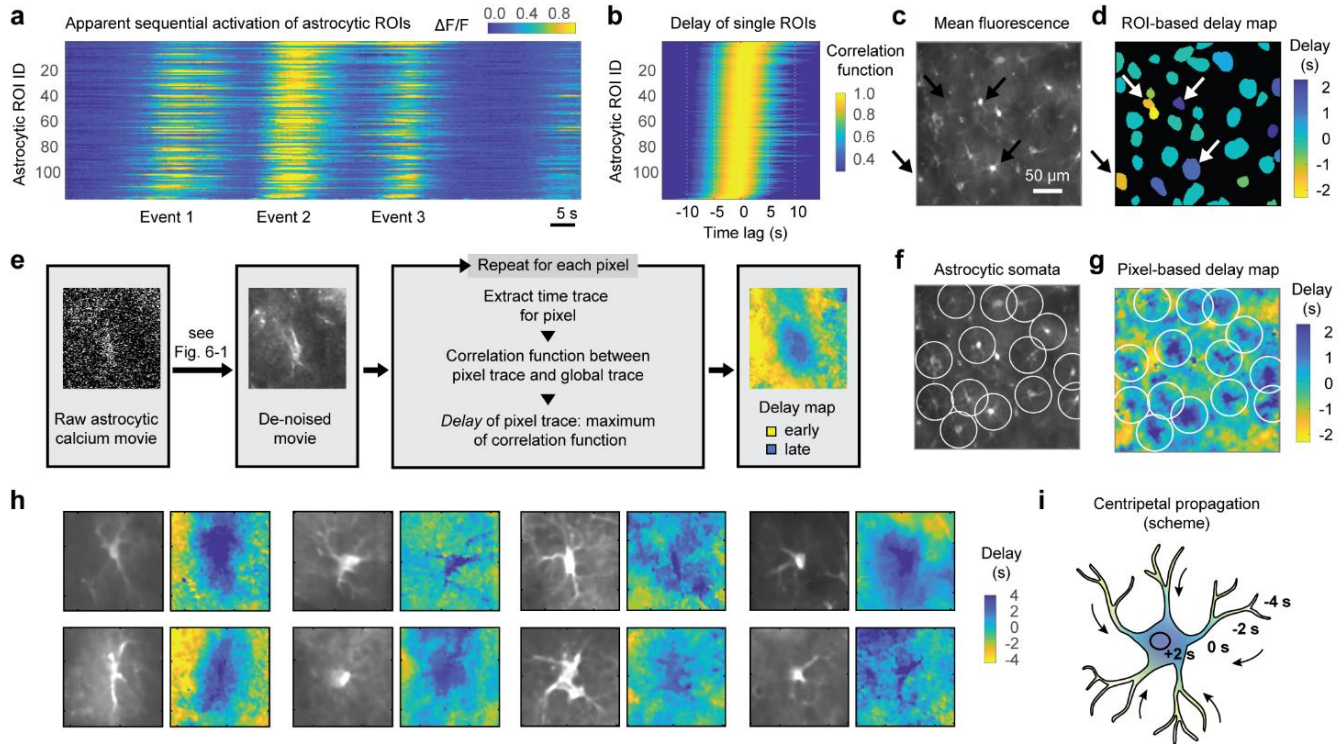 a
Apparent sequential activation of astrocytic ROIs
ΔF/F
0.0 0.4 0.8
Astrocytic ROI ID
20
40
60
80
100
Event 1
Event 2
Event 3
5 s
b
Delay of single ROIs
Astrocytic ROI ID
20
40
60
80
100
-10 -5 0 5 10
Time lag (s)
Correlation
function
1.0
0.8
0.6
0.4
c
Mean fluorescence
50 µm
d
ROI-based delay map
Delay
(s)
2
1
0
-1
-2
e
Raw astrocytic
calcium movie
see
Fig. 6-1
De-noised
movie
Repeat for each pixel
Extract time trace
for pixel
Correlation function between
pixel trace and global trace
Delay of pixel trace: maximum
of correlation function
Delay map
early
late
f
Astrocytic somata
g
Pixel-based delay map
Delay
(s)
2
1
0
-1
-2
h
Delay
(s)
4
2
0
-2
-4
i
Centripetal propagation
(scheme)
-4 s
-2 s
0 s
+2 s